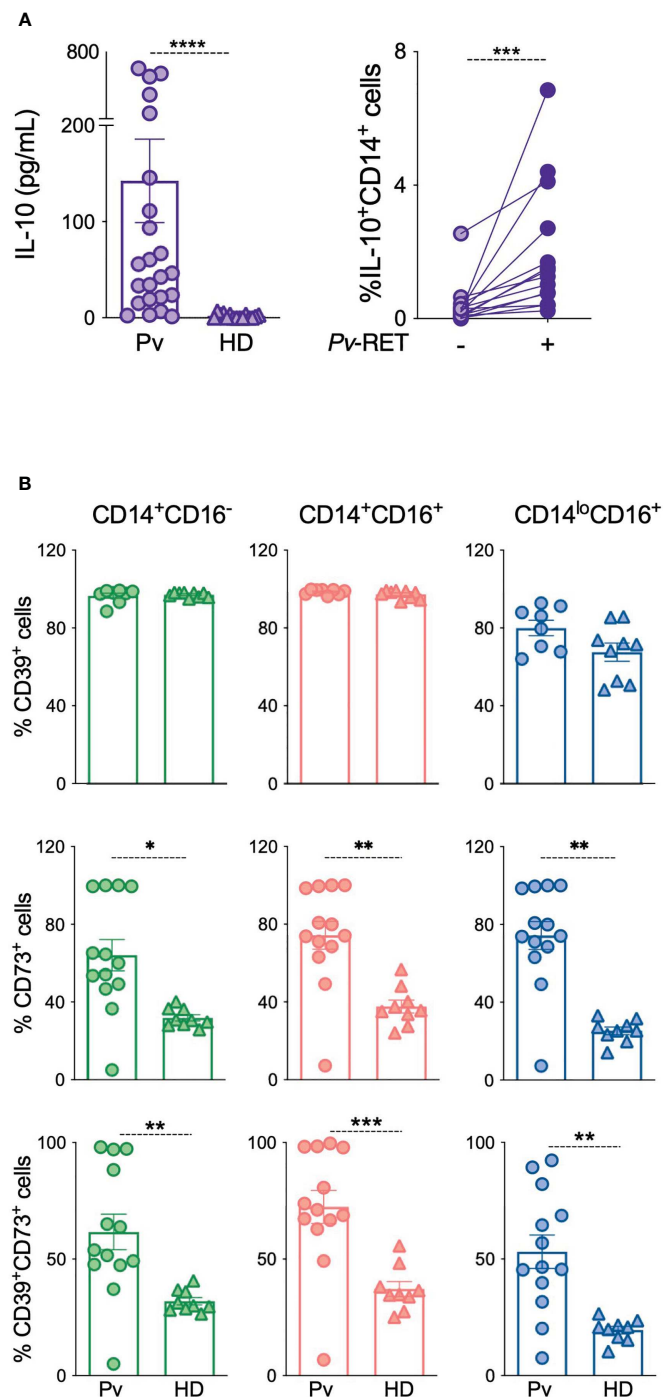 A
IL-10 (pg/mL)
800
200
100
0
****
Pv
HD
%IL-10⁺CD14⁺ cells
8
4
0
***
Pv-RET
-
+
B
CD14⁺CD16⁻
CD14⁺CD16⁺
CD14ˡᵒCD16⁺
% CD39⁺ cells
120
80
40
0
120
80
40
0
120
80
40
0
% CD73⁺ cells
120
80
40
0
*
120
80
40
0
**
120
80
40
0
**
% CD39⁺CD73⁺ cells
100
50
0
**
Pv
HD
100
50
0
***
Pv
HD
100
50
0
**
Pv
HD